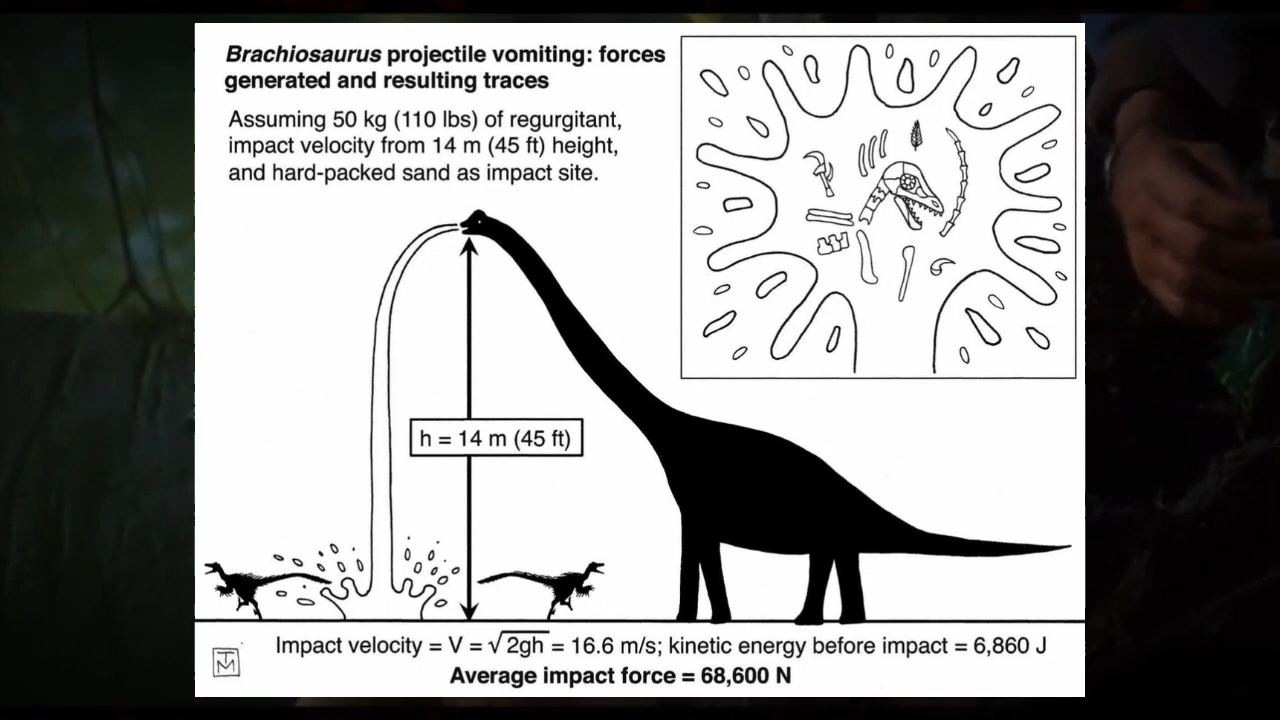 Brachiosaurus projectile vomiting: forces
generated and resulting traces
Assuming 50 kg (110 lbs) of regurgitant,
impact velocity from 14 m (45 ft) height,
and hard-packed sand as impact site.
h = 14 m (45 ft)
Impact velocity = V = √2gh = 16.6 m/s; kinetic energy before impact = 6,860 J
Average impact force = 68,600 N